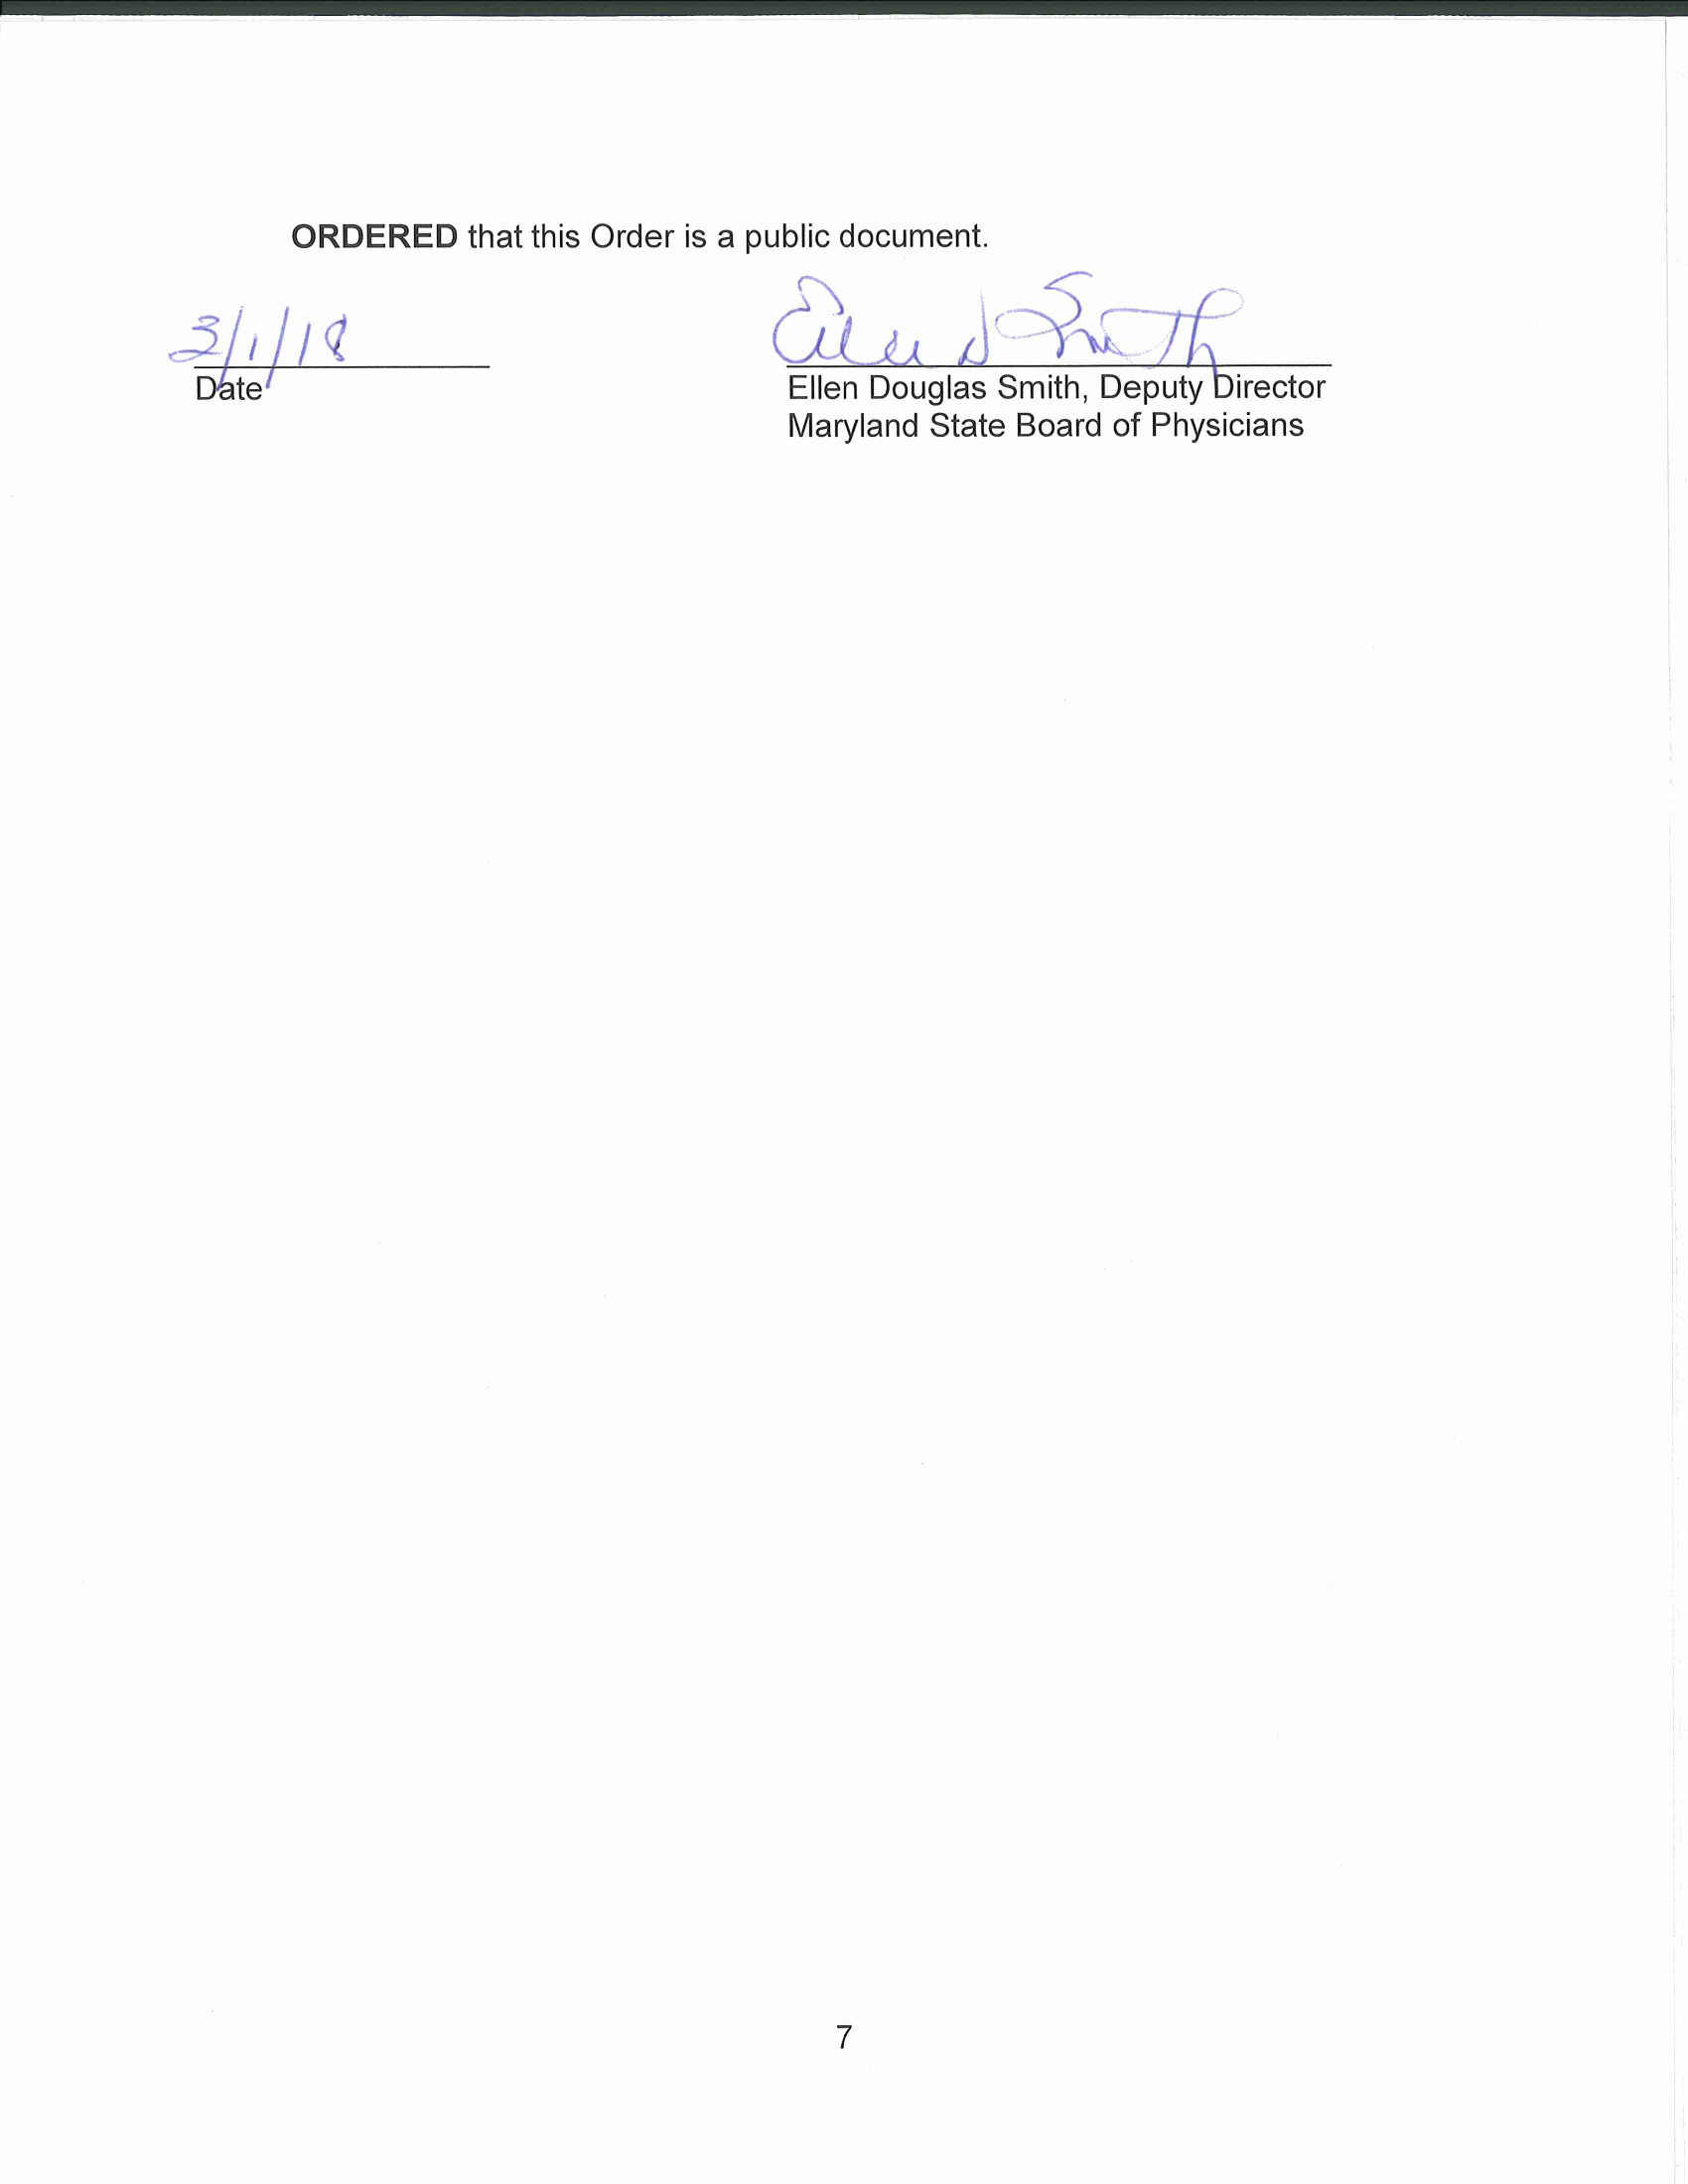 ORDERED that this Order is a public document.
3/1/18
Ellen D Smith
Date
Ellen Douglas Smith, Deputy Director
Maryland State Board of Physicians
7